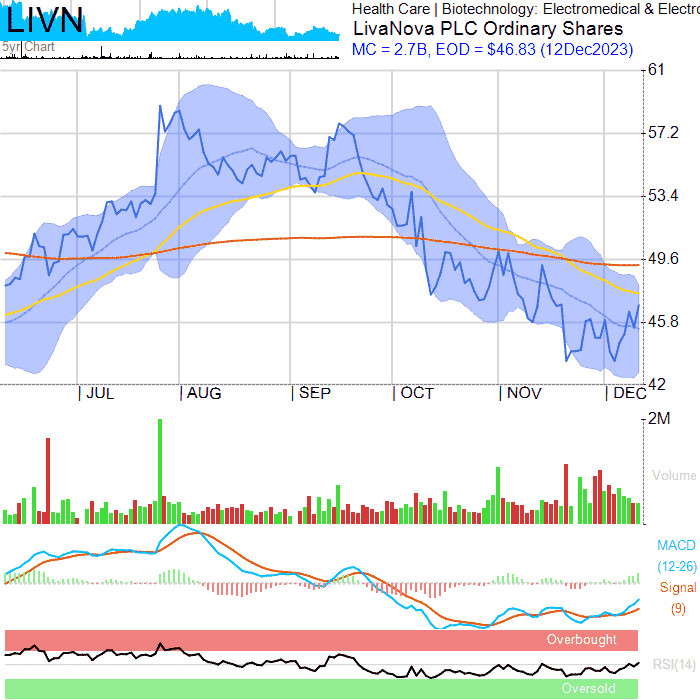 LIVN
Health Care | Biotechnology: Electromedical & Electro
LivaNova PLC Ordinary Shares
5yr Chart
MC = 2.7B, EOD = $46.83 (12Dec2023)
61
57.2
53.4
49.6
45.8
42
| JUL | AUG | SEP | OCT | NOV | DEC
2M
Volume
MACD
(12-26)
Signal
(9)
Overbought
RSI(14)
Oversold